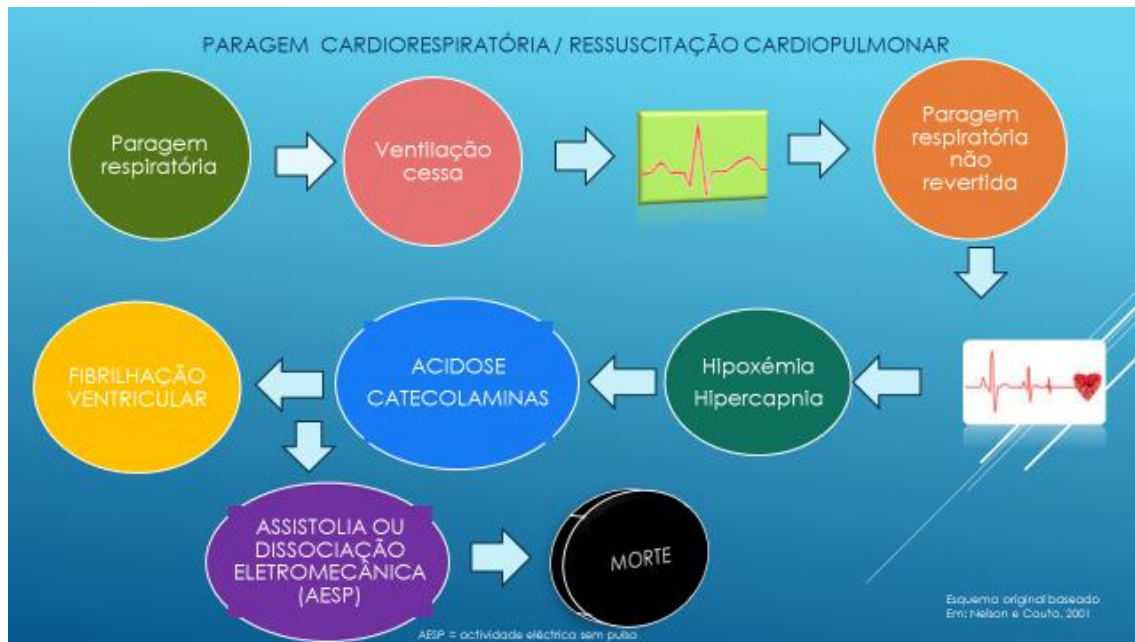 PARAGEM CARDIORESPIRATÓRIA / RESSUSCITAÇÃO CARDIOPULMONAR
Paragem
respiratória
Ventilação
cessa
Paragem
respiratória
não
revertida
Hipoxémia
Hipercapnia
ACIDOSE
CATECOLAMINAS
FIBRILHAÇÃO
VENTRICULAR
ASSISTOLIA OU
DISSOCIAÇÃO
ELETROMECÂNICA
(AESP)
MORTE
Esquema original baseado
Em: Nelson e Couto, 2001
AESP = actividade eléctrica sem pulso